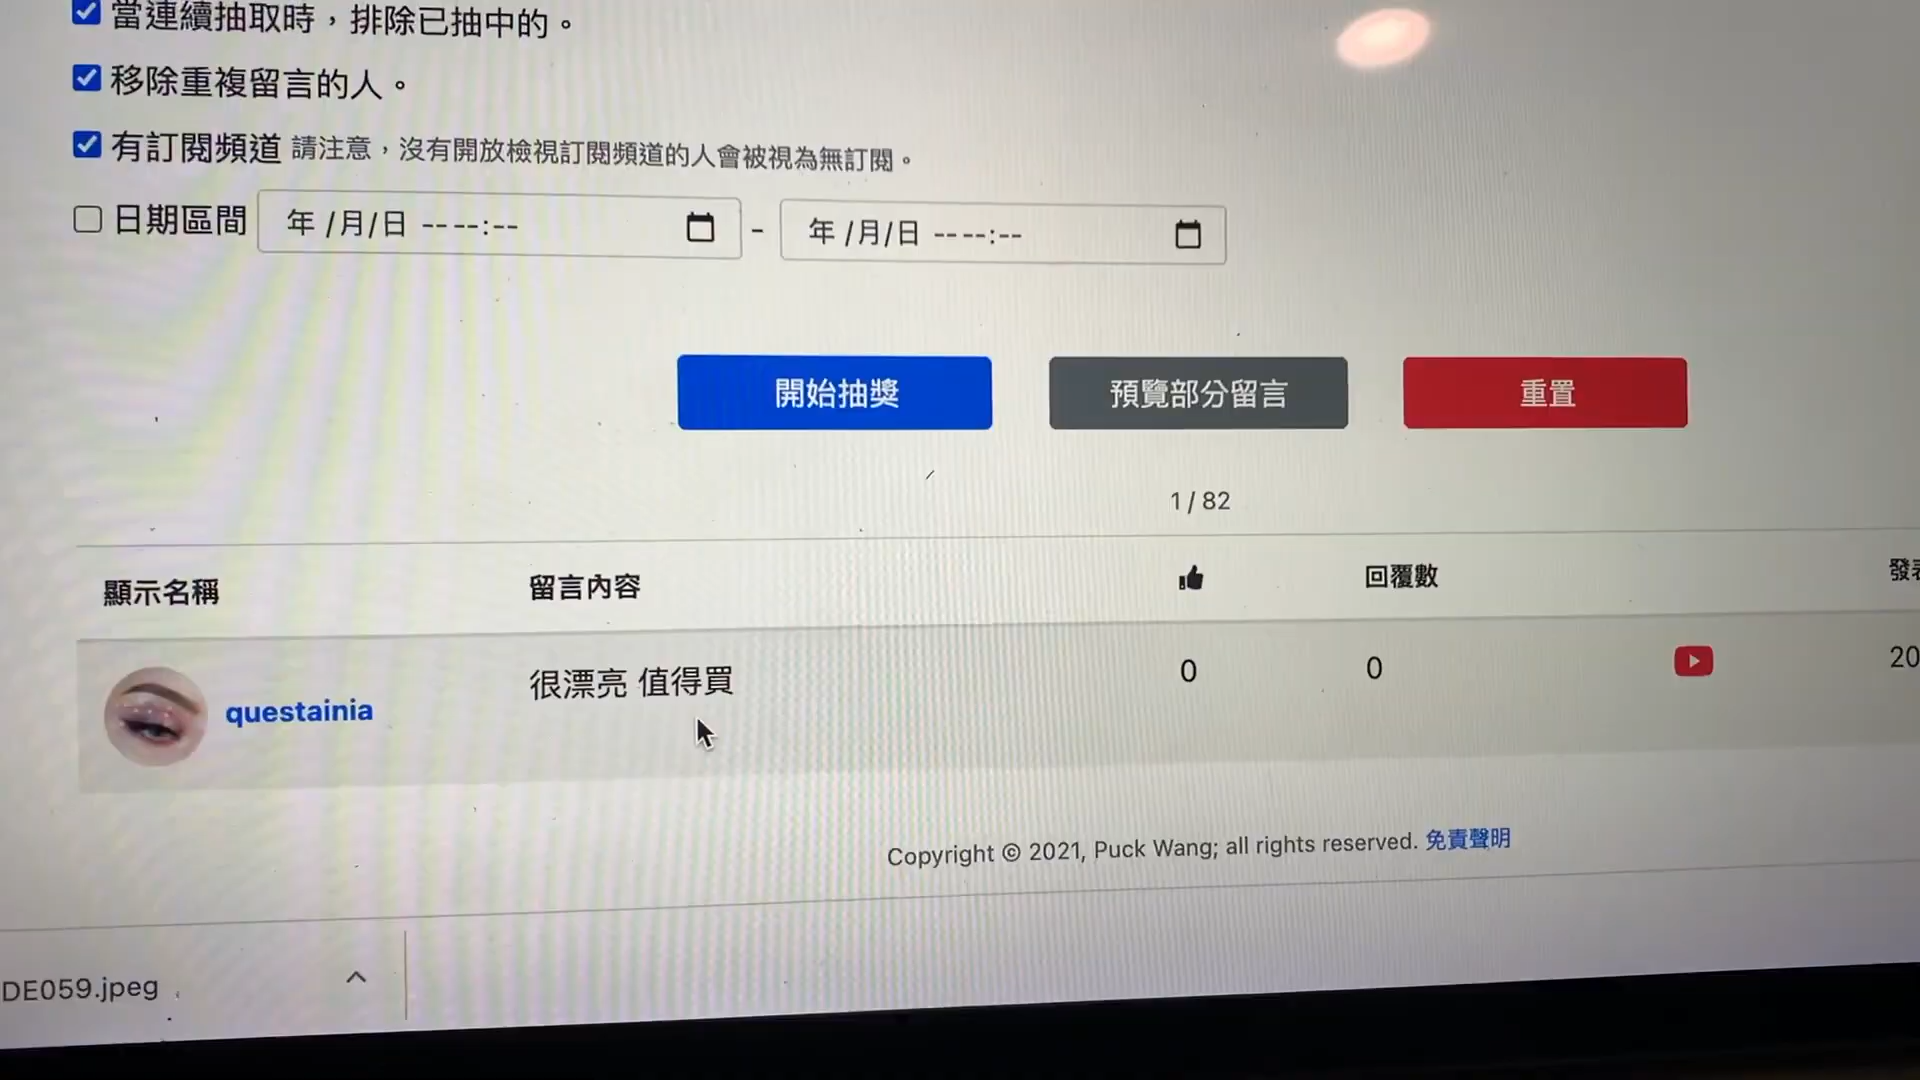 當連續抽取時，排除已抽中的。
移除重複留言的人。
有訂閱頻道 請注意，沒有開放檢視訂閱頻道的人會被視為無訂閱。
日期區間 年 /月/日 -- --:-- - 年 /月/日 -- --:--
開始抽獎 預覽部分留言 重置
1 / 82
顯示名稱 留言內容 回覆數 發表
questainia 很漂亮 值得買 0 0 20
Copyright © 2021, Puck Wang; all rights reserved. 免責聲明
DE059.jpeg